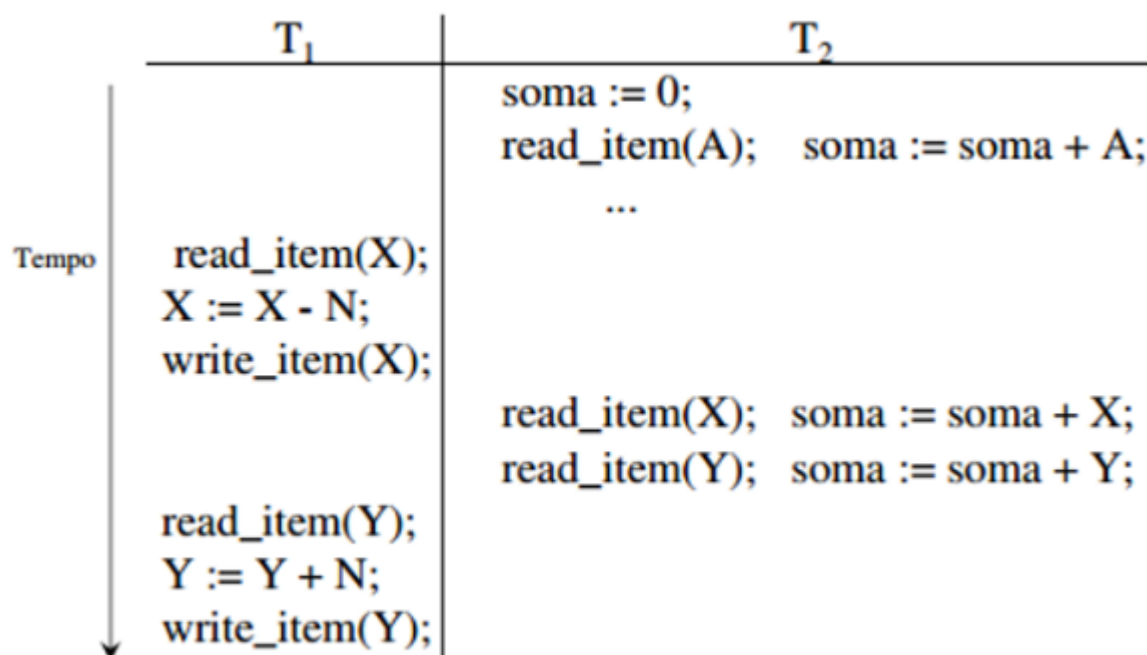 T1 T2
soma := 0;
read_item(A); soma := soma + A;
...
Tempo read_item(X);
X := X - N;
write_item(X);
read_item(X); soma := soma + X;
read_item(Y); soma := soma + Y;
read_item(Y);
Y := Y + N;
write_item(Y);